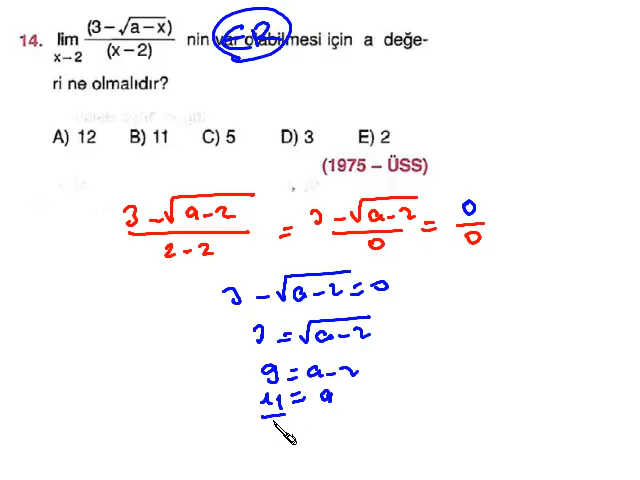 14. lim x→2 (3 − √a−x) / (x−2) nin var olabilmesi için a değe-
ri ne olmalıdır?
A) 12 B) 11 C) 5 D) 3 E) 2
(1975 – ÜSS)
3 − √a−2 / 2−2 = 3 − √a−2 / 0 = 0 / 0
3 − √a−2 = 0
3 = √a−2
9 = a−2
11 = a